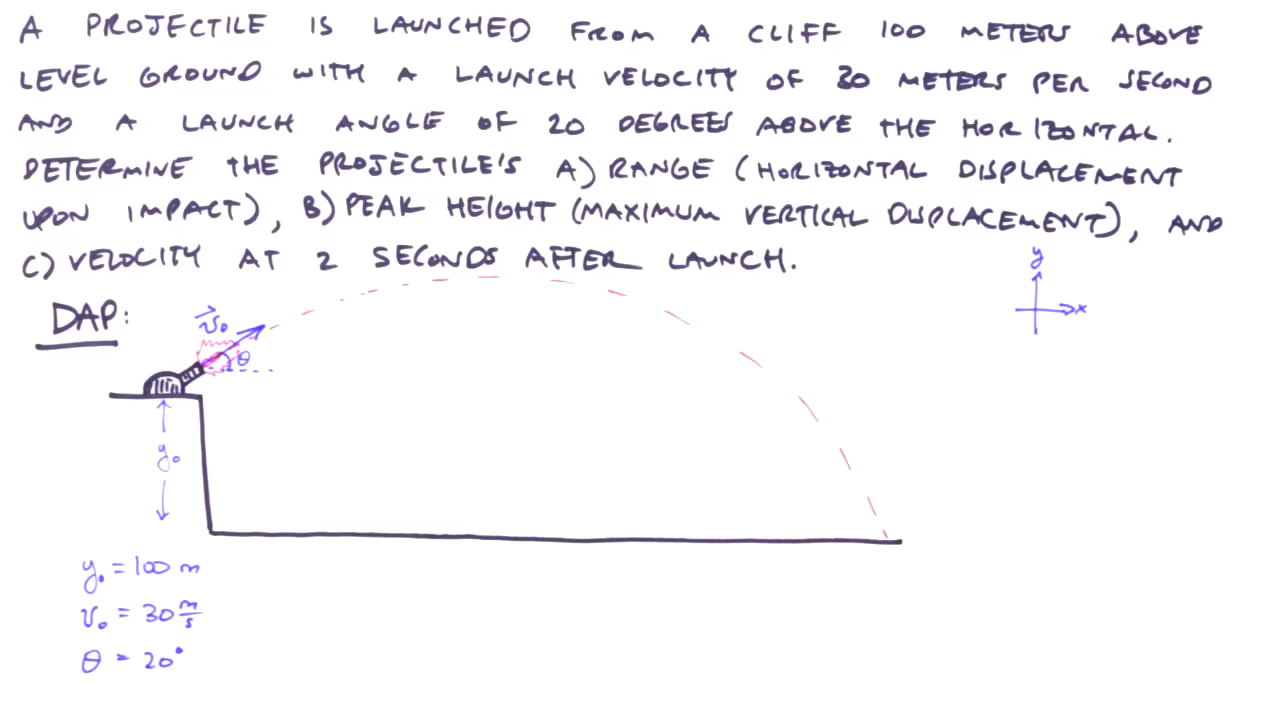 A PROJECTILE IS LAUNCHED FROM A CLIFF 100 METERS ABOVE
LEVEL GROUND WITH A LAUNCH VELOCITY OF 30 METERS PER SECOND
AND A LAUNCH ANGLE OF 20 DEGREES ABOVE THE HORIZONTAL.
DETERMINE THE PROJECTILE'S A) RANGE (HORIZONTAL DISPLACEMENT
UPON IMPACT), B) PEAK HEIGHT (MAXIMUM VERTICAL DISPLACEMENT), AND
C) VELOCITY AT 2 SECONDS AFTER LAUNCH.
y
x
DAP:
v⃗₀
θ
y₀
y₀ = 100 m
v₀ = 30 m/s
θ = 20°